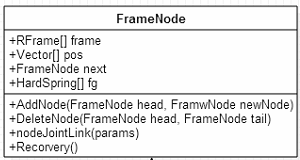 FrameNode
+RFrame[] frame
+Vector[] pos
+FrameNode next
+HardSpring[] fg
+AddNode(FrameNode head, FramwNode newNode)
+DeleteNode(FrameNode head, FrameNode tail)
+nodeJointLink(params)
+Recorvery()